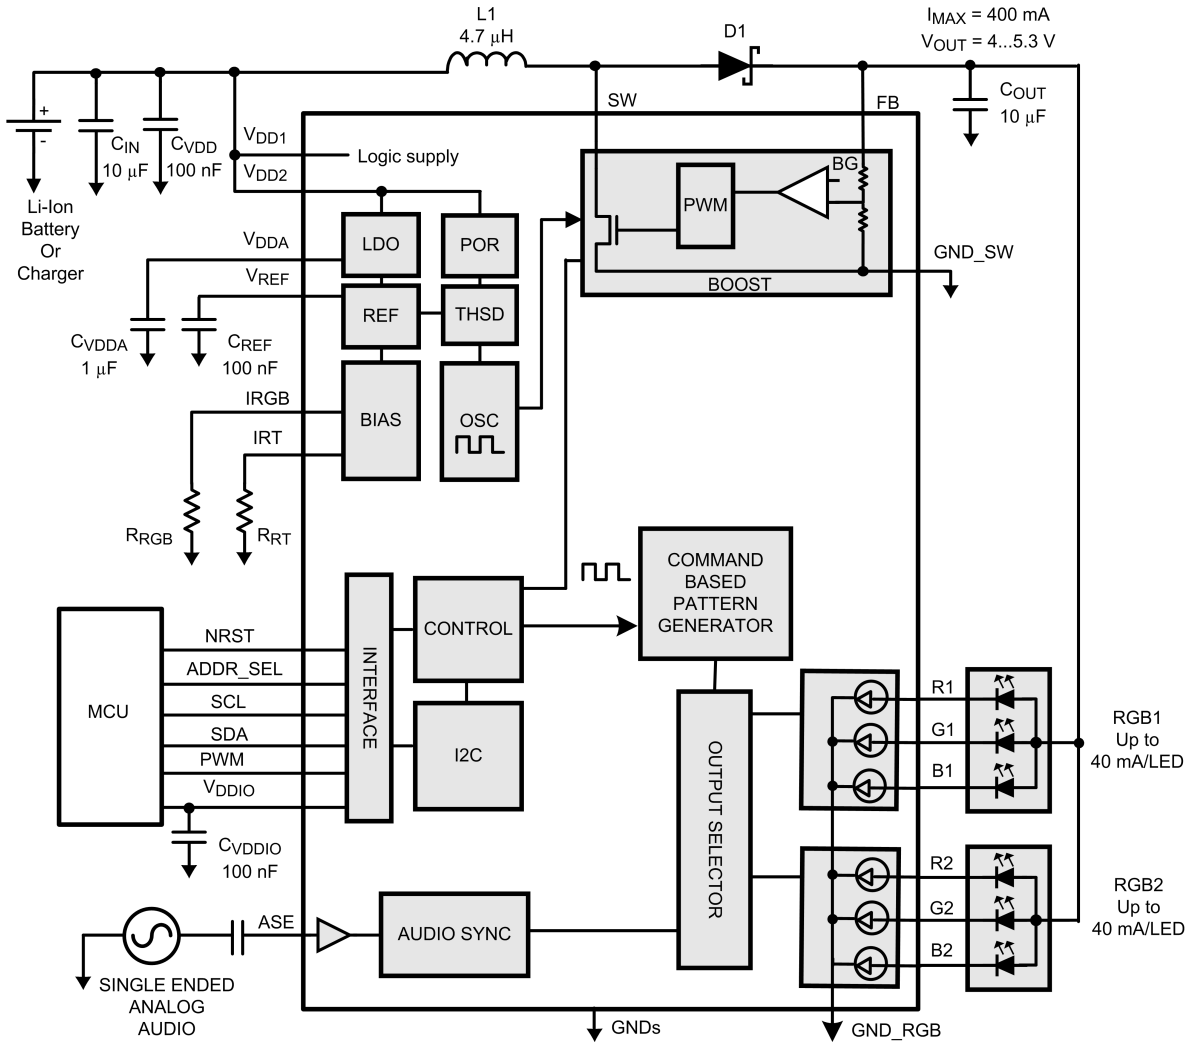 L1
4.7 μH
D1
IMAX = 400 mA
VOUT = 4...5.3 V
SW
FB
COUT
10 μF
+
-
CIN
10 μF
CVDD
100 nF
VDD1
Logic supply
VDD2
Li-Ion
Battery
Or
Charger
BG
PWM
BOOST
GND_SW
LDO
POR
VDDA
VREF
REF
THSD
CVDDA
1 μF
CREF
100 nF
IRGB
BIAS
OSC
IRT
RRGB
RRT
COMMAND
BASED
PATTERN
GENERATOR
MCU
NRST
ADDR_SEL
SCL
SDA
PWM
VDDIO
INTERFACE
CONTROL
I2C
CVDDIO
100 nF
OUTPUT SELECTOR
R1
G1
B1
RGB1
Up to
40 mA/LED
R2
G2
B2
RGB2
Up to
40 mA/LED
ASE
AUDIO SYNC
SINGLE ENDED
ANALOG
AUDIO
GNDs
GND_RGB